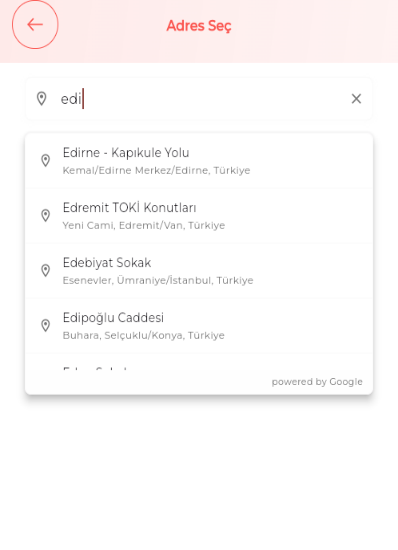 Adres Seç
edi
Edirne - Kapıkule Yolu
Kemal/Edirne Merkez/Edirne, Türkiye
Edremit TOKİ Konutları
Yeni Cami, Edremit/Van, Türkiye
Edebiyat Sokak
Esenevler, Ümraniye/İstanbul, Türkiye
Edipoğlu Caddesi
Buhara, Selçuklu/Konya, Türkiye
powered by Google